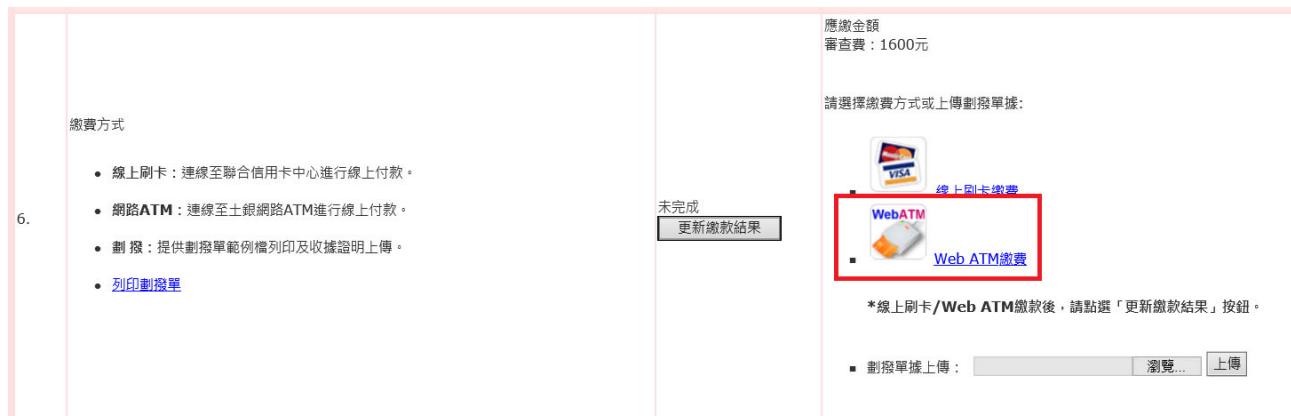 6.
繳費方式
線上刷卡：連線至聯合信用卡中心進行線上付款。
網路ATM：連線至土銀網路ATM進行線上付款。
劃 撥：提供劃撥單範例檔列印及收據證明上傳。
列印劃撥單
未完成
更新繳款結果
應繳金額
審查費：1600元
請選擇繳費方式或上傳劃撥單據:
VISA
線上刷卡繳費
WebATM
Web ATM繳費
*線上刷卡/Web ATM繳款後，請點選「更新繳款結果」按鈕。
劃撥單據上傳： 瀏覽... 上傳